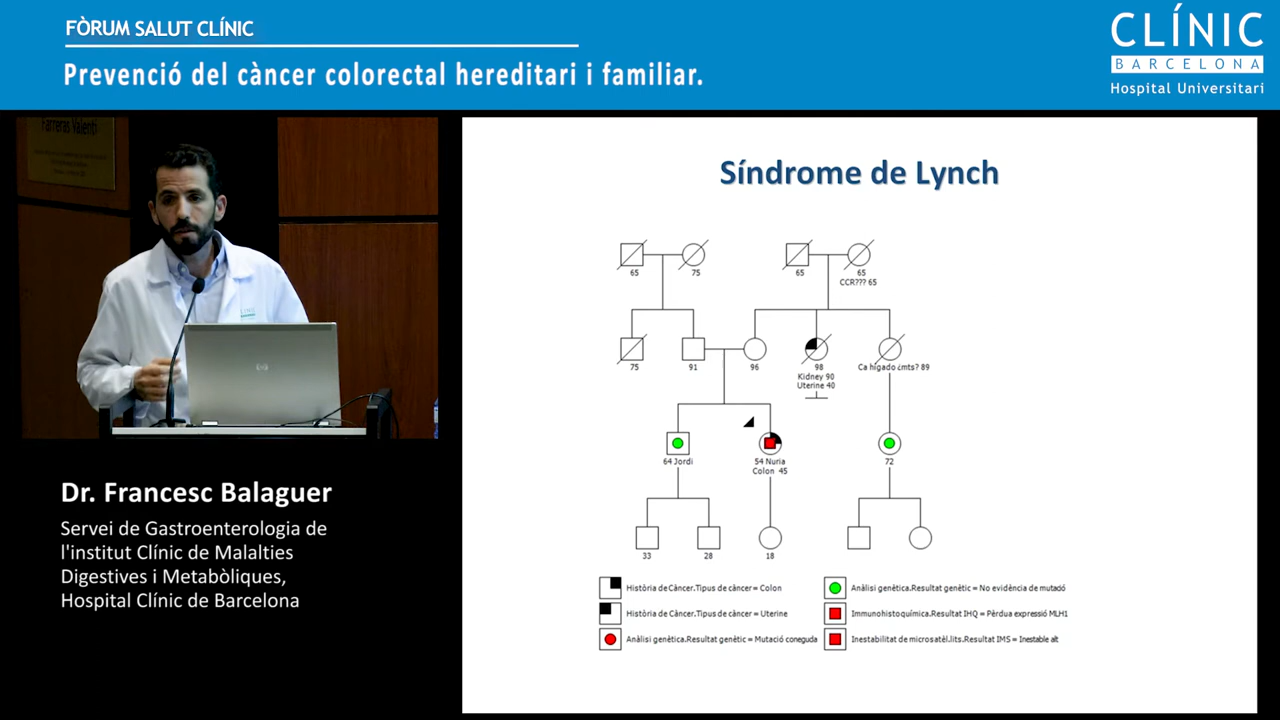 FÒRUM SALUT CLÍNIC
Prevenció del càncer colorectal hereditari i familiar.
CLÍNIC
BARCELONA
Hospital Universitari
Farreras Valentí
CLÍNIC
hp
Síndrome de Lynch
65 75 65 65
CCR??? 65
75 91 96 98 Ca hígado ¿mts? 89
Kidney 90
Uterine 40
64 Jordi 54 Nuria 72
Colon 45
33 28 18
Història de Càncer.Tipus de càncer = Colon
Història de Càncer.Tipus de càncer = Uterine
Anàlisi genètica.Resultat genètic = Mutació coneguda
Anàlisi genètica.Resultat genètic = No evidència de mutació
Immunohistoquímica.Resultat IHQ = Pèrdua expressió MLH1
Inestabilitat de microsatèl.lits.Resultat IMS = Inestable alt
Dr. Francesc Balaguer
Servei de Gastroenterologia de
l'institut Clínic de Malalties
Digestives i Metabòliques,
Hospital Clínic de Barcelona